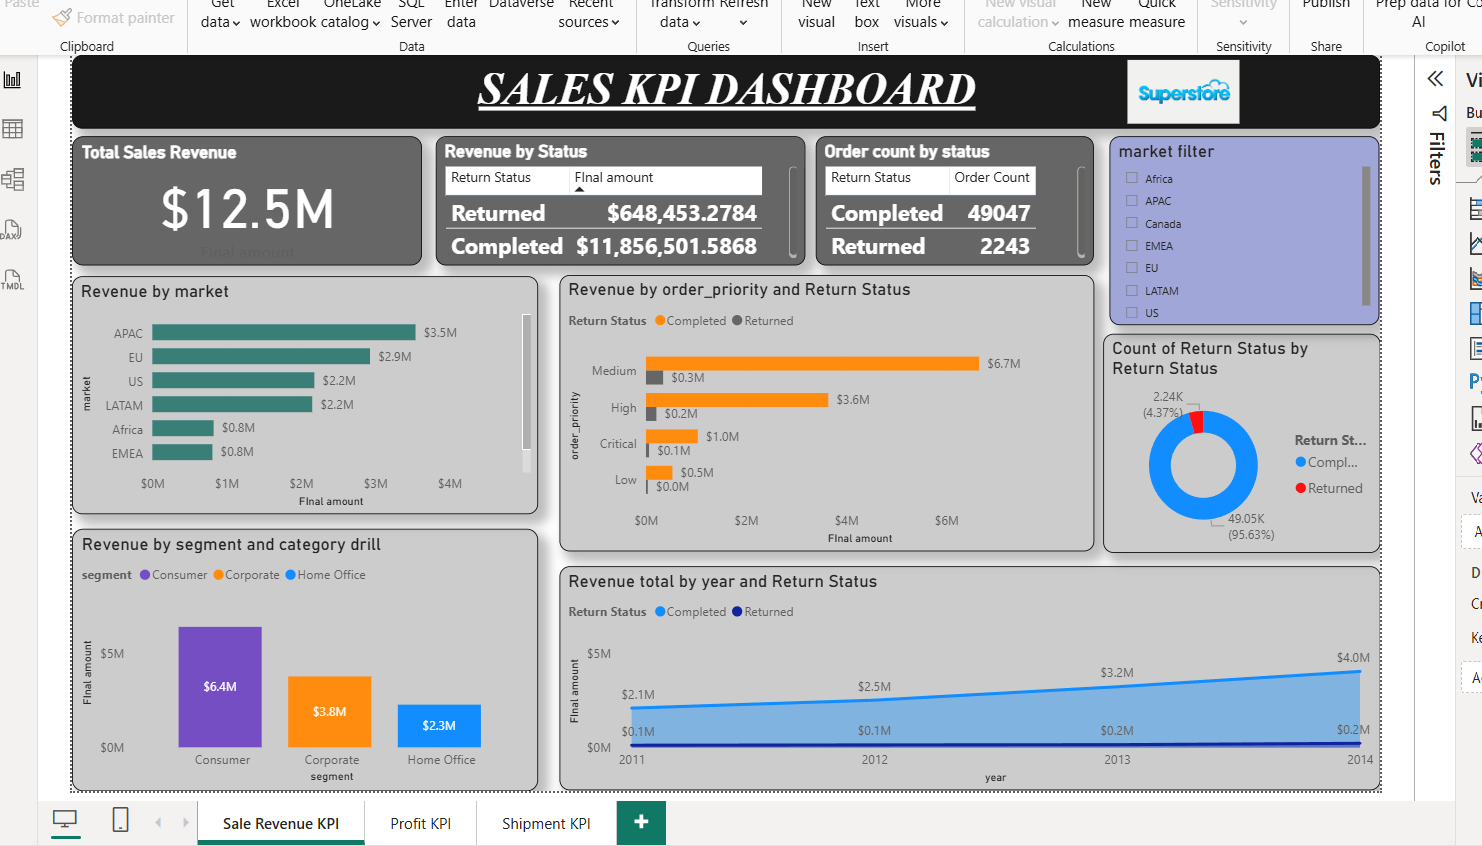 Paste
Format painter
Clipboard
Get
data
Excel
workbook
OneLake
catalog
SQL
Server
Enter
data
Dataverse
Recent
sources
Data
Transform
data
Refresh
Queries
New
visual
Text
box
More
visuals
Insert
New visual
calculation
New
measure
Quick
measure
Calculations
Sensitivity
Sensitivity
Publish
Share
Prep data for
AI
Copilot
SALES KPI DASHBOARD
Superstore
Total Sales Revenue
$12.5M
FInal amount
Revenue by Status
Return Status FInal amount
Returned $648,453.2784
Completed $11,856,501.5868
Order count by status
Return Status Order Count
Completed 49047
Returned 2243
market filter
Africa
APAC
Canada
EMEA
EU
LATAM
US
Filters
Revenue by market
market
APAC $3.5M
EU $2.9M
US $2.2M
LATAM $2.2M
Africa $0.8M
EMEA $0.8M
$0M $1M $2M $3M $4M
FInal amount
Revenue by order_priority and Return Status
Return Status Completed Returned
order_priority
Medium $6.7M
$0.3M
High $3.6M
$0.2M
Critical $1.0M
$0.1M
Low $0.5M
$0.0M
$0M $2M $4M $6M
FInal amount
Count of Return Status by
Return Status
2.24K
(4.37%)
49.05K
(95.63%)
Return St...
Compl...
Returned
Revenue by segment and category drill
segment Consumer Corporate Home Office
FInal amount
$5M
$0M
$6.4M
$3.8M
$2.3M
Consumer Corporate Home Office
segment
Revenue total by year and Return Status
Return Status Completed Returned
FInal amount
$5M
$0M
$2.1M $2.5M $3.2M $4.0M
$0.1M $0.1M $0.2M $0.2M
2011 2012 2013 2014
year
DAX
TMDL
Sale Revenue KPI
Profit KPI
Shipment KPI